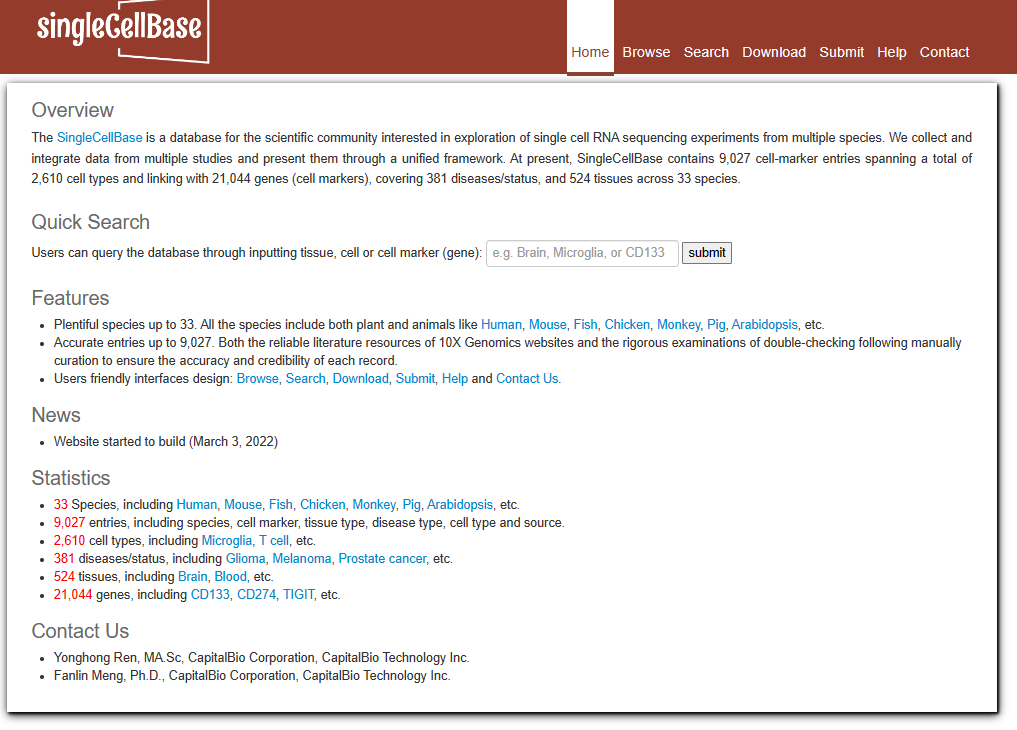 singleCellBase
Home Browse Search Download Submit Help Contact
Overview
The SingleCellBase is a database for the scientific community interested in exploration of single cell RNA sequencing experiments from multiple species. We collect and
integrate data from multiple studies and present them through a unified framework. At present, SingleCellBase contains 9,027 cell-marker entries spanning a total of
2,610 cell types and linking with 21,044 genes (cell markers), covering 381 diseases/status, and 524 tissues across 33 species.
Quick Search
Users can query the database through inputting tissue, cell or cell marker (gene): e.g. Brain, Microglia, or CD133 submit
Features
• Plentiful species up to 33. All the species include both plant and animals like Human, Mouse, Fish, Chicken, Monkey, Pig, Arabidopsis, etc.
• Accurate entries up to 9,027. Both the reliable literature resources of 10X Genomics websites and the rigorous examinations of double-checking following manually
curation to ensure the accuracy and credibility of each record.
• Users friendly interfaces design: Browse, Search, Download, Submit, Help and Contact Us.
News
• Website started to build (March 3, 2022)
Statistics
• 33 Species, including Human, Mouse, Fish, Chicken, Monkey, Pig, Arabidopsis, etc.
• 9,027 entries, including species, cell marker, tissue type, disease type, cell type and source.
• 2,610 cell types, including Microglia, T cell, etc.
• 381 diseases/status, including Glioma, Melanoma, Prostate cancer, etc.
• 524 tissues, including Brain, Blood, etc.
• 21,044 genes, including CD133, CD274, TIGIT, etc.
Contact Us
• Yonghong Ren, MA.Sc, CapitalBio Corporation, CapitalBio Technology Inc.
• Fanlin Meng, Ph.D., CapitalBio Corporation, CapitalBio Technology Inc.